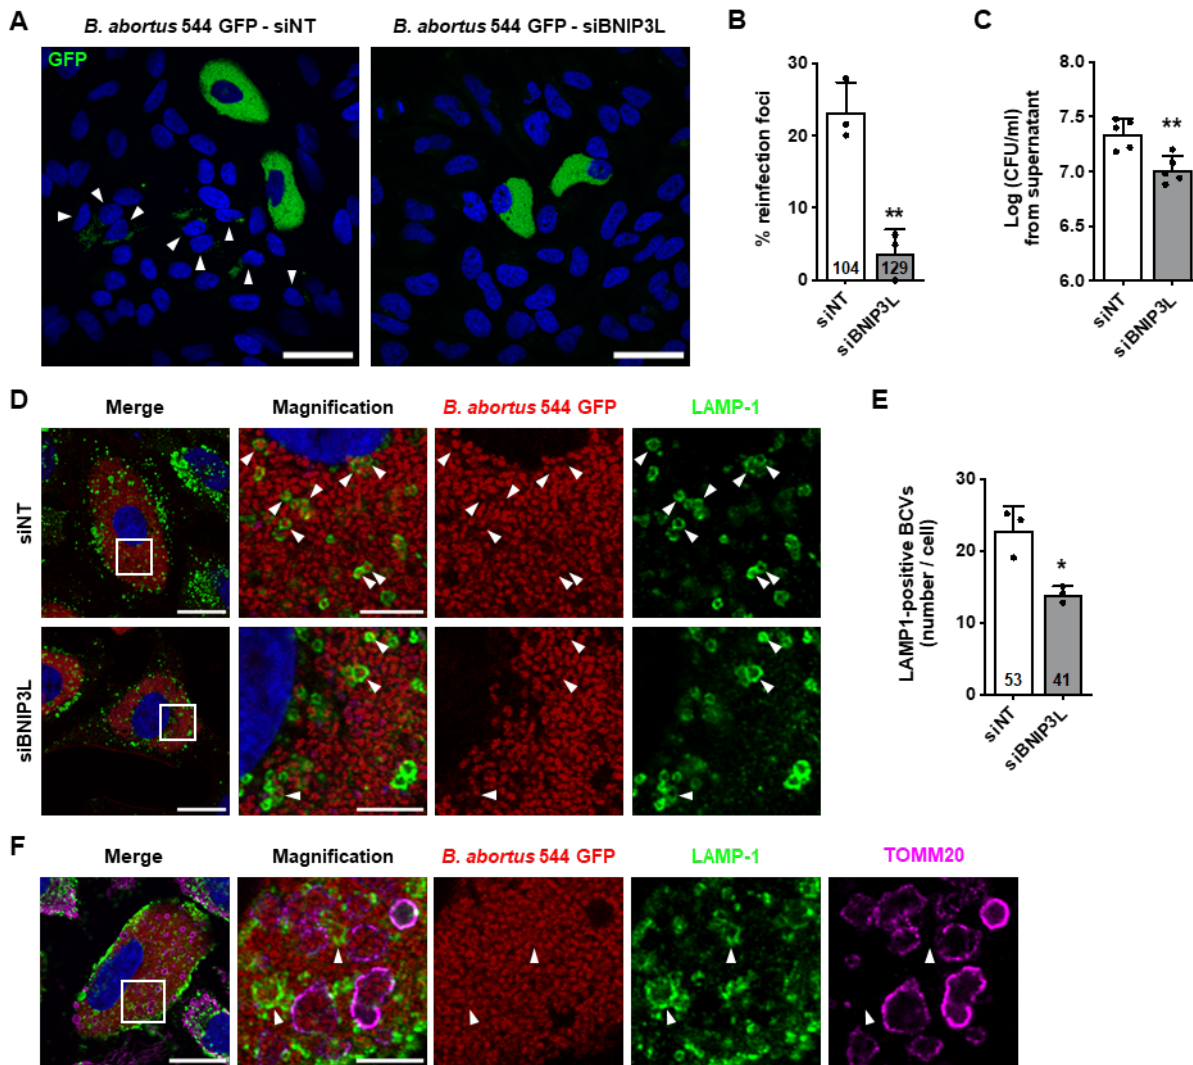 A
B. abortus 544 GFP - siNT
B. abortus 544 GFP - siBNIP3L
GFP
B
% reinfection foci
30
20
10
0
104
129
**
siNT
siBNIP3L
C
Log (CFU/ml)
from supernatant
8.0
7.5
7.0
6.5
6.0
**
siNT
siBNIP3L
D
Merge
Magnification
B. abortus 544 GFP
LAMP-1
siNT
siBNIP3L
E
LAMP1-positive BCVs
(number / cell)
30
20
10
0
53
41
*
siNT
siBNIP3L
F
Merge
Magnification
B. abortus 544 GFP
LAMP-1
TOMM20